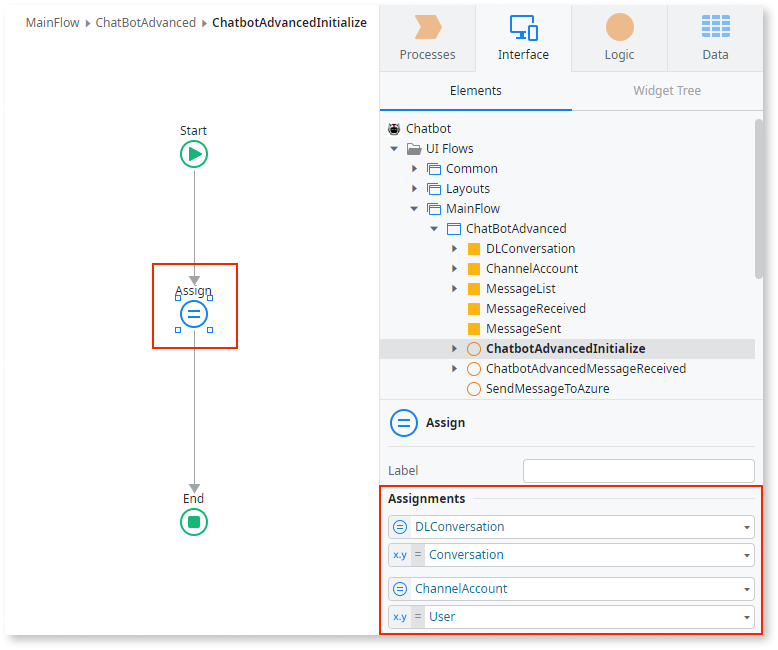 MainFlow ChatBotAdvanced ChatbotAdvancedInitialize
Start
Assign
End
Processes
Interface
Logic
Data
Elements
Widget Tree
Chatbot
UI Flows
Common
Layouts
MainFlow
ChatBotAdvanced
DLConversation
ChannelAccount
MessageList
MessageReceived
MessageSent
ChatbotAdvancedInitialize
ChatbotAdvancedMessageReceived
SendMessageToAzure
Assign
Label
Assignments
DLConversation
x.y = Conversation
ChannelAccount
x.y = User